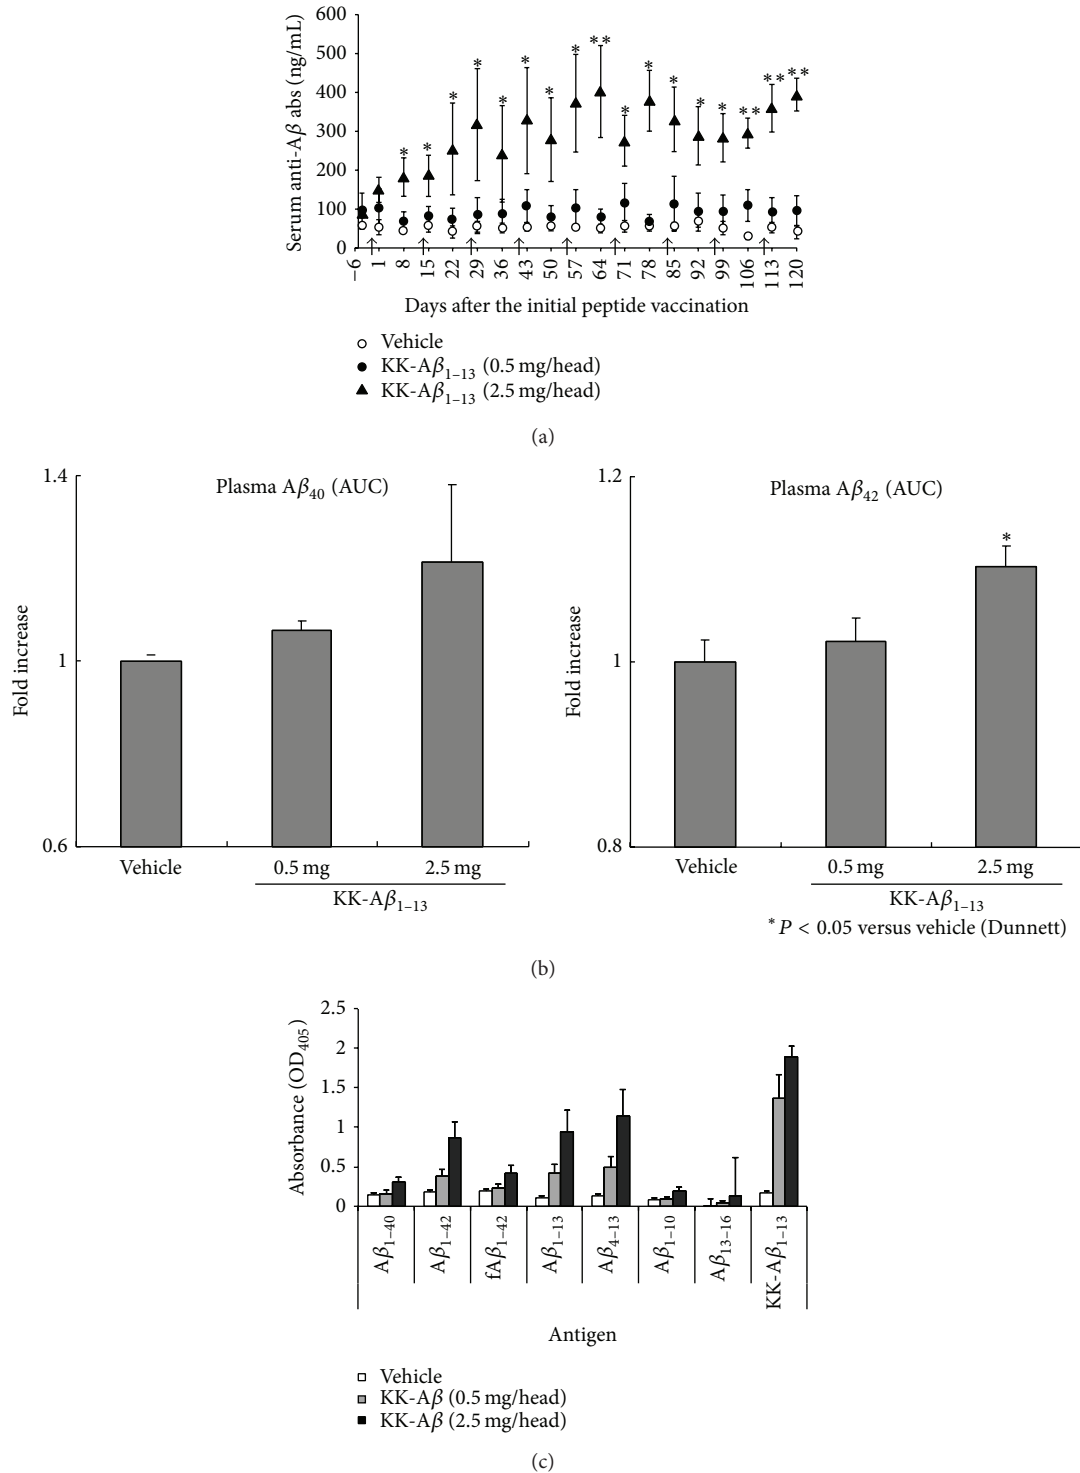 600
500
400
300
200
100
0
Serum anti-Aβ abs (ng/mL)
* * * * * * * * ** * * * * * ** ** **
−6 1 8 15 22 29 36 43 50 57 64 71 78 85 92 99 106 113 120
Days after the initial peptide vaccination
Vehicle
KK-Aβ1–13 (0.5 mg/head)
KK-Aβ1–13 (2.5 mg/head)
(a)
1.4
1
0.6
Fold increase
Plasma Aβ40 (AUC)
Vehicle 0.5 mg 2.5 mg
KK-Aβ1–13
1.2
1
0.8
Fold increase
Plasma Aβ42 (AUC)
*
Vehicle 0.5 mg 2.5 mg
KK-Aβ1–13
* P < 0.05 versus vehicle (Dunnett)
(b)
2.5
2
1.5
1
0.5
0
Absorbance (OD405)
Aβ1–40 Aβ1–42 fAβ1–42 Aβ1–13 Aβ4–13 Aβ1–10 Aβ13–16 KK-Aβ1–13
Antigen
Vehicle
KK-Aβ (0.5 mg/head)
KK-Aβ (2.5 mg/head)
(c)